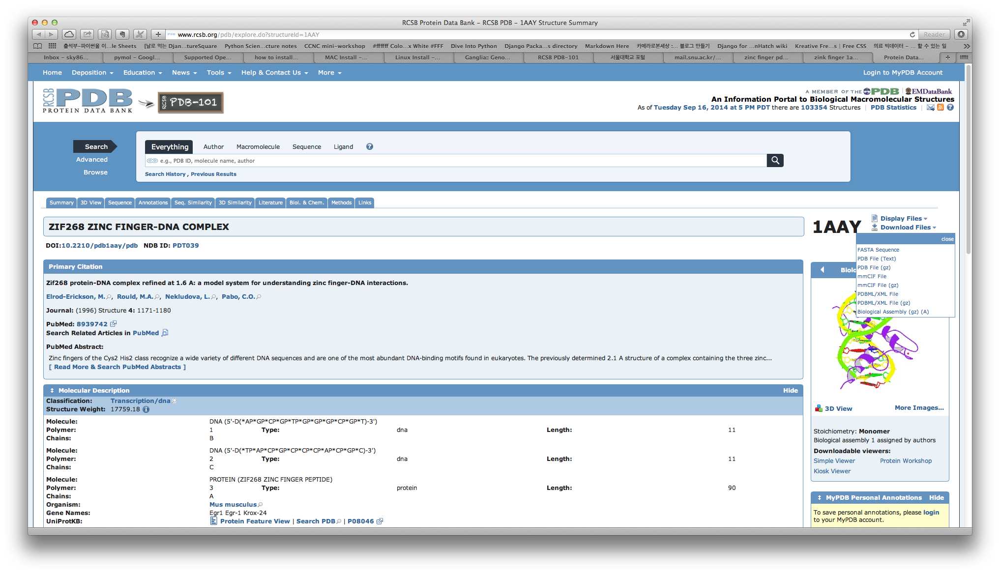 RCSB Protein Data Bank - RCSB PDB - 1AAY Structure Summary
www.rcsb.org/pdb/explore.do?structureId=1AAY
Reader
출석부-파이썬을 이...le Sheets [날로 먹는 Djan...tureSquare Python Scien...cture notes CCNC mini-workshop #ffffff Colo...x White #FFF Dive Into Python Django Packa...s directory Markdown Here 카메라로본세상 :... 블로그 만들기 Django for ...nHatch wiki Kreative Fre...s | Free CSS 의료 빅데이터 - ... 할 수 있는 일
Inbox - sky86... pymol - Googl... Supported Ope... how to install... MAC Install -... Linux Install -... Ganglia:: Geno... RCSB PDB-101 서울대학교 포털 mail.snu.ac.kr/... zinc finger pd... zink finger 1a... Protein Data...
Home Deposition Education News Tools Help & Contact Us More Login to MyPDB Account
RCSB PDB PROTEIN DATA BANK
RCSB PDB-101
A MEMBER OF THE PDB | EMDataBank
An Information Portal to Biological Macromolecular Structures
As of Tuesday Sep 16, 2014 at 5 PM PDT there are 103354 Structures | PDB Statistics |
Search
Advanced
Browse
Everything Author Macromolecule Sequence Ligand
e.g., PDB ID, molecule name, author
Search History , Previous Results
Summary 3D View Sequence Annotations Seq. Similarity 3D Similarity Literature Biol. & Chem. Methods Links
ZIF268 ZINC FINGER-DNA COMPLEX
1AAY
Display Files
Download Files
close
FASTA Sequence
PDB File (Text)
PDB File (gz)
mmCIF File
mmCIF File (gz)
PDBML/XML File
PDBML/XML File (gz)
Biological Assembly (gz) (A)
DOI:10.2210/pdb1aay/pdb NDB ID: PDT039
Primary Citation
Zif268 protein-DNA complex refined at 1.6 A: a model system for understanding zinc finger-DNA interactions.
Elrod-Erickson, M. , Rould, M.A. , Nekludova, L. , Pabo, C.O.
Journal: (1996) Structure 4: 1171-1180
PubMed: 8939742
Search Related Articles in PubMed
PubMed Abstract:
Zinc fingers of the Cys2 His2 class recognize a wide variety of different DNA sequences and are one of the most abundant DNA-binding motifs found in eukaryotes. The previously determined 2.1 A structure of a complex containing the three zinc...
[ Read More & Search PubMed Abstracts ]
Molecular Description Hide
Classification: Transcription/dna
Structure Weight: 17759.18
Molecule: DNA (5'-D(*AP*GP*CP*GP*TP*GP*GP*GP*CP*GP*T)-3')
Polymer: 1 Type: dna Length: 11
Chains: B
Molecule: DNA (5'-D(*TP*AP*CP*GP*CP*CP*CP*AP*CP*GP*C)-3')
Polymer: 2 Type: dna Length: 11
Chains: C
Molecule: PROTEIN (ZIF268 ZINC FINGER PEPTIDE)
Polymer: 3 Type: protein Length: 90
Chains: A
Organism: Mus musculus
Gene Names: Egr1 Egr-1 Krox-24
UniProtKB: Protein Feature View | Search PDB | P08046
3D View More Images...
Stoichiometry: Monomer
Biological assembly 1 assigned by authors
Downloadable viewers:
Simple Viewer Protein Workshop
Kiosk Viewer
MyPDB Personal Annotations Hide
To save personal annotations, please login
to your MyPDB account.